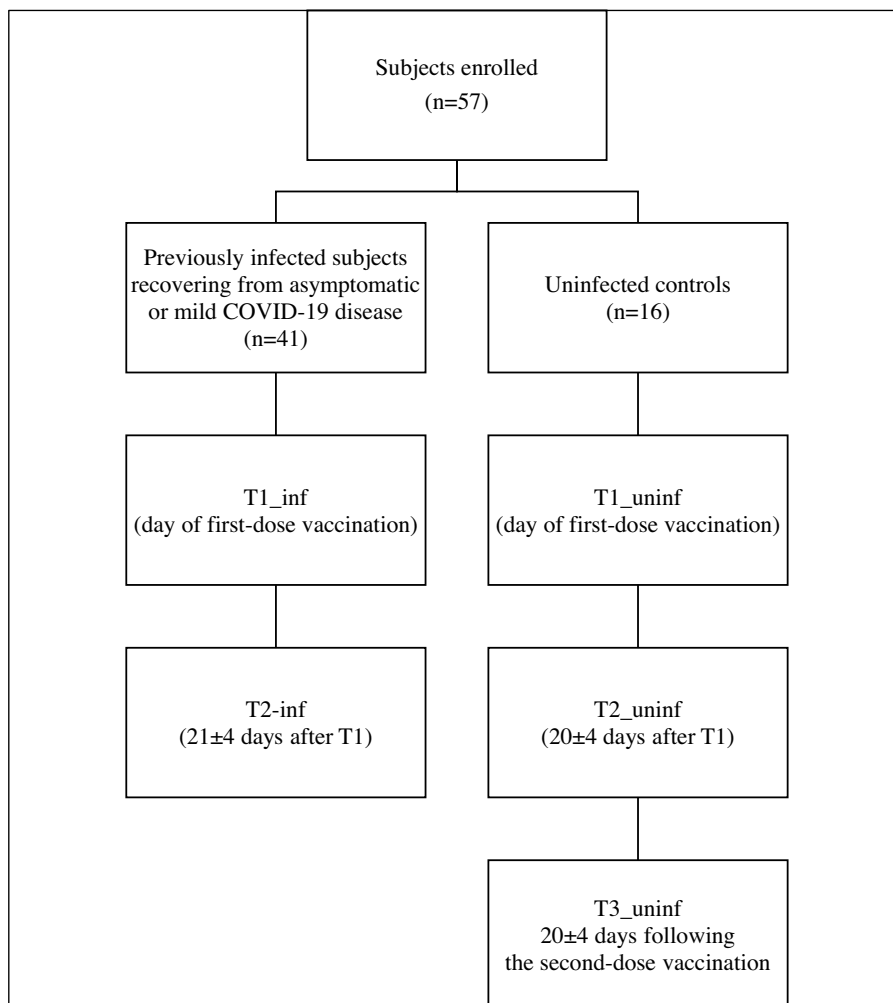 Subjects enrolled
(n=57)
Previously infected subjects
recovering from asymptomatic
or mild COVID-19 disease
(n=41)
Uninfected controls
(n=16)
T1_inf
(day of first-dose vaccination)
T1_uninf
(day of first-dose vaccination)
T2-inf
(21±4 days after T1)
T2_uninf
(20±4 days after T1)
T3_uninf
20±4 days following
the second-dose vaccination